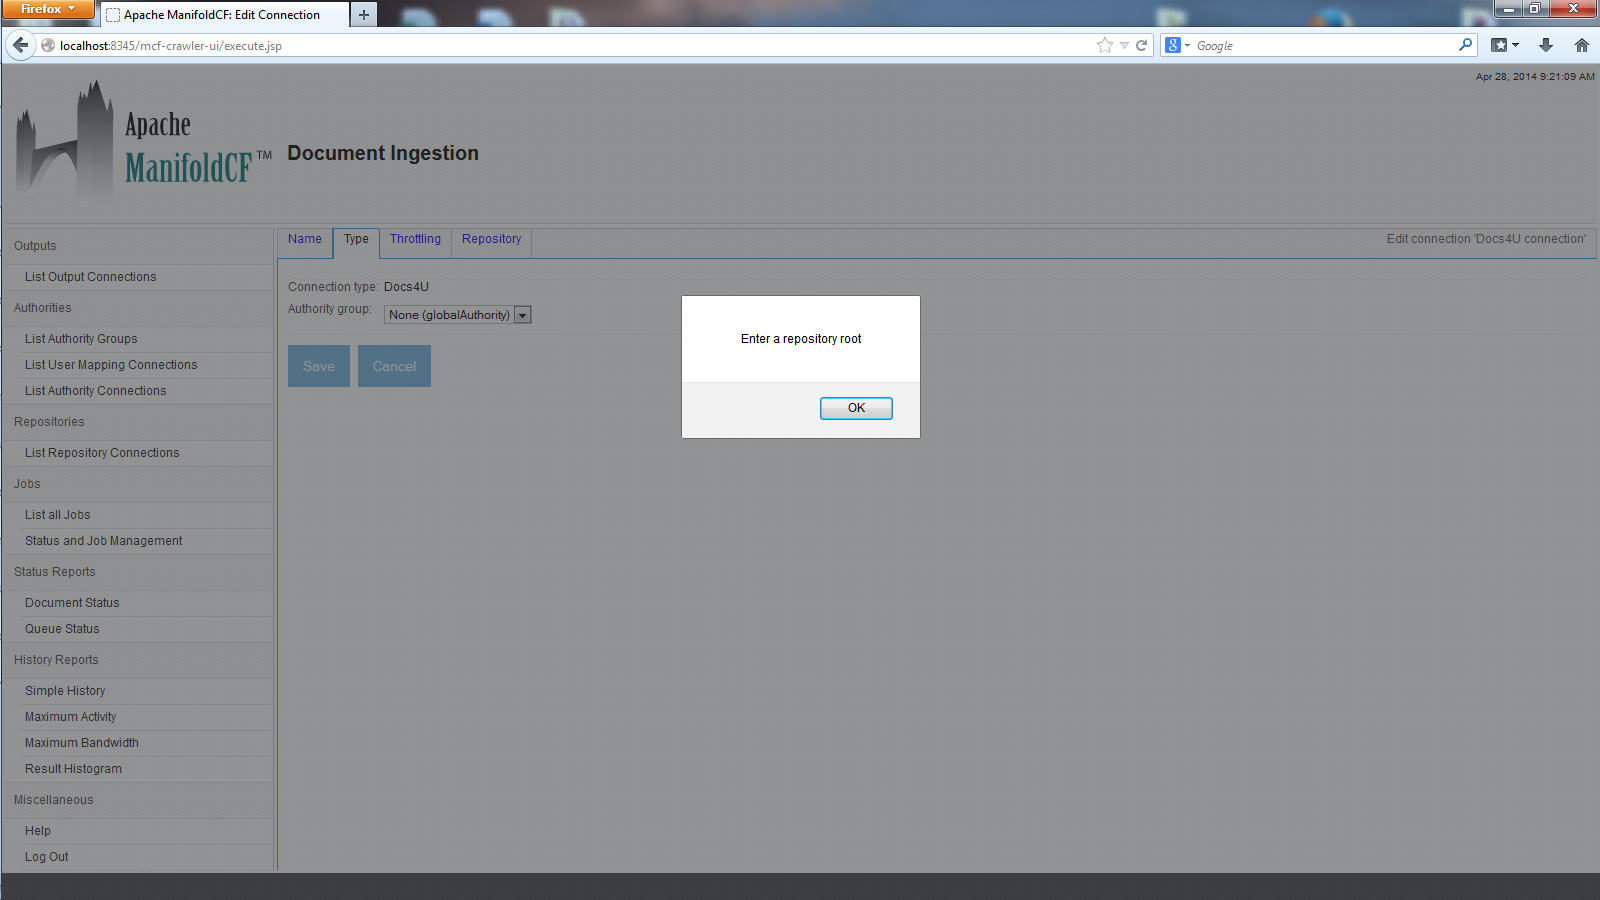 Firefox
Apache ManifoldCF: Edit Connection
localhost:8345/mcf-crawler-ui/execute.jsp
8
Google
Apr 28, 2014 9:21:09 AM
Apache
ManifoldCF™
Document Ingestion
Outputs
List Output Connections
Authorities
List Authority Groups
List User Mapping Connections
List Authority Connections
Repositories
List Repository Connections
Jobs
List all Jobs
Status and Job Management
Status Reports
Document Status
Queue Status
History Reports
Simple History
Maximum Activity
Maximum Bandwidth
Result Histogram
Miscellaneous
Help
Log Out
Name Type Throttling Repository
Edit connection 'Docs4U connection'
Connection type: Docs4U
Authority group: None (globalAuthority)
Save Cancel
Enter a repository root
OK